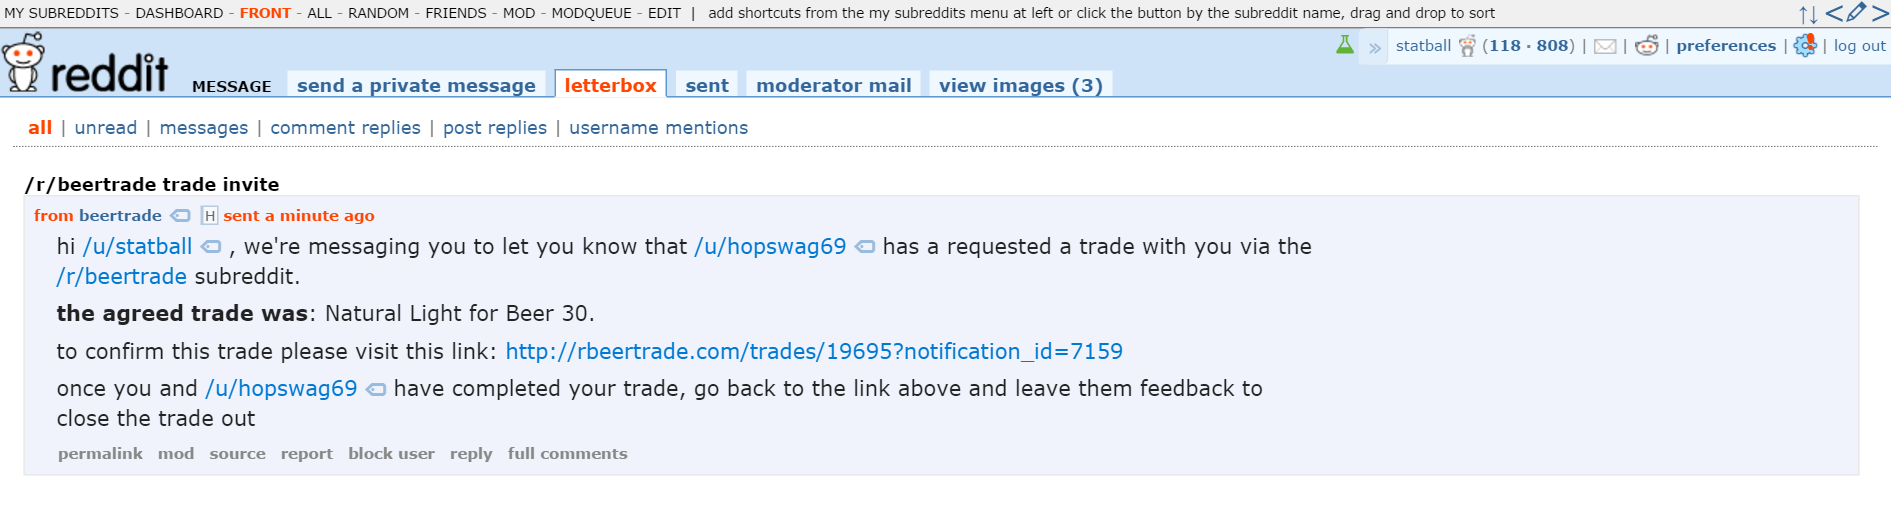 MY SUBREDDITS - DASHBOARD - FRONT - ALL - RANDOM - FRIENDS - MOD - MODQUEUE - EDIT | add shortcuts from the my subreddits menu at left or click the button by the subreddit name, drag and drop to sort
statball (118 · 808) | | | preferences | | log out
reddit MESSAGE send a private message letterbox sent moderator mail view images (3)
all | unread | messages | comment replies | post replies | username mentions
/r/beertrade trade invite
from beertrade [H] sent a minute ago
hi /u/statball , we're messaging you to let you know that /u/hopswag69 has a requested a trade with you via the
/r/beertrade subreddit.
the agreed trade was: Natural Light for Beer 30.
to confirm this trade please visit this link: http://rbeertrade.com/trades/19695?notification_id=7159
once you and /u/hopswag69 have completed your trade, go back to the link above and leave them feedback to
close the trade out
permalink mod source report block user reply full comments